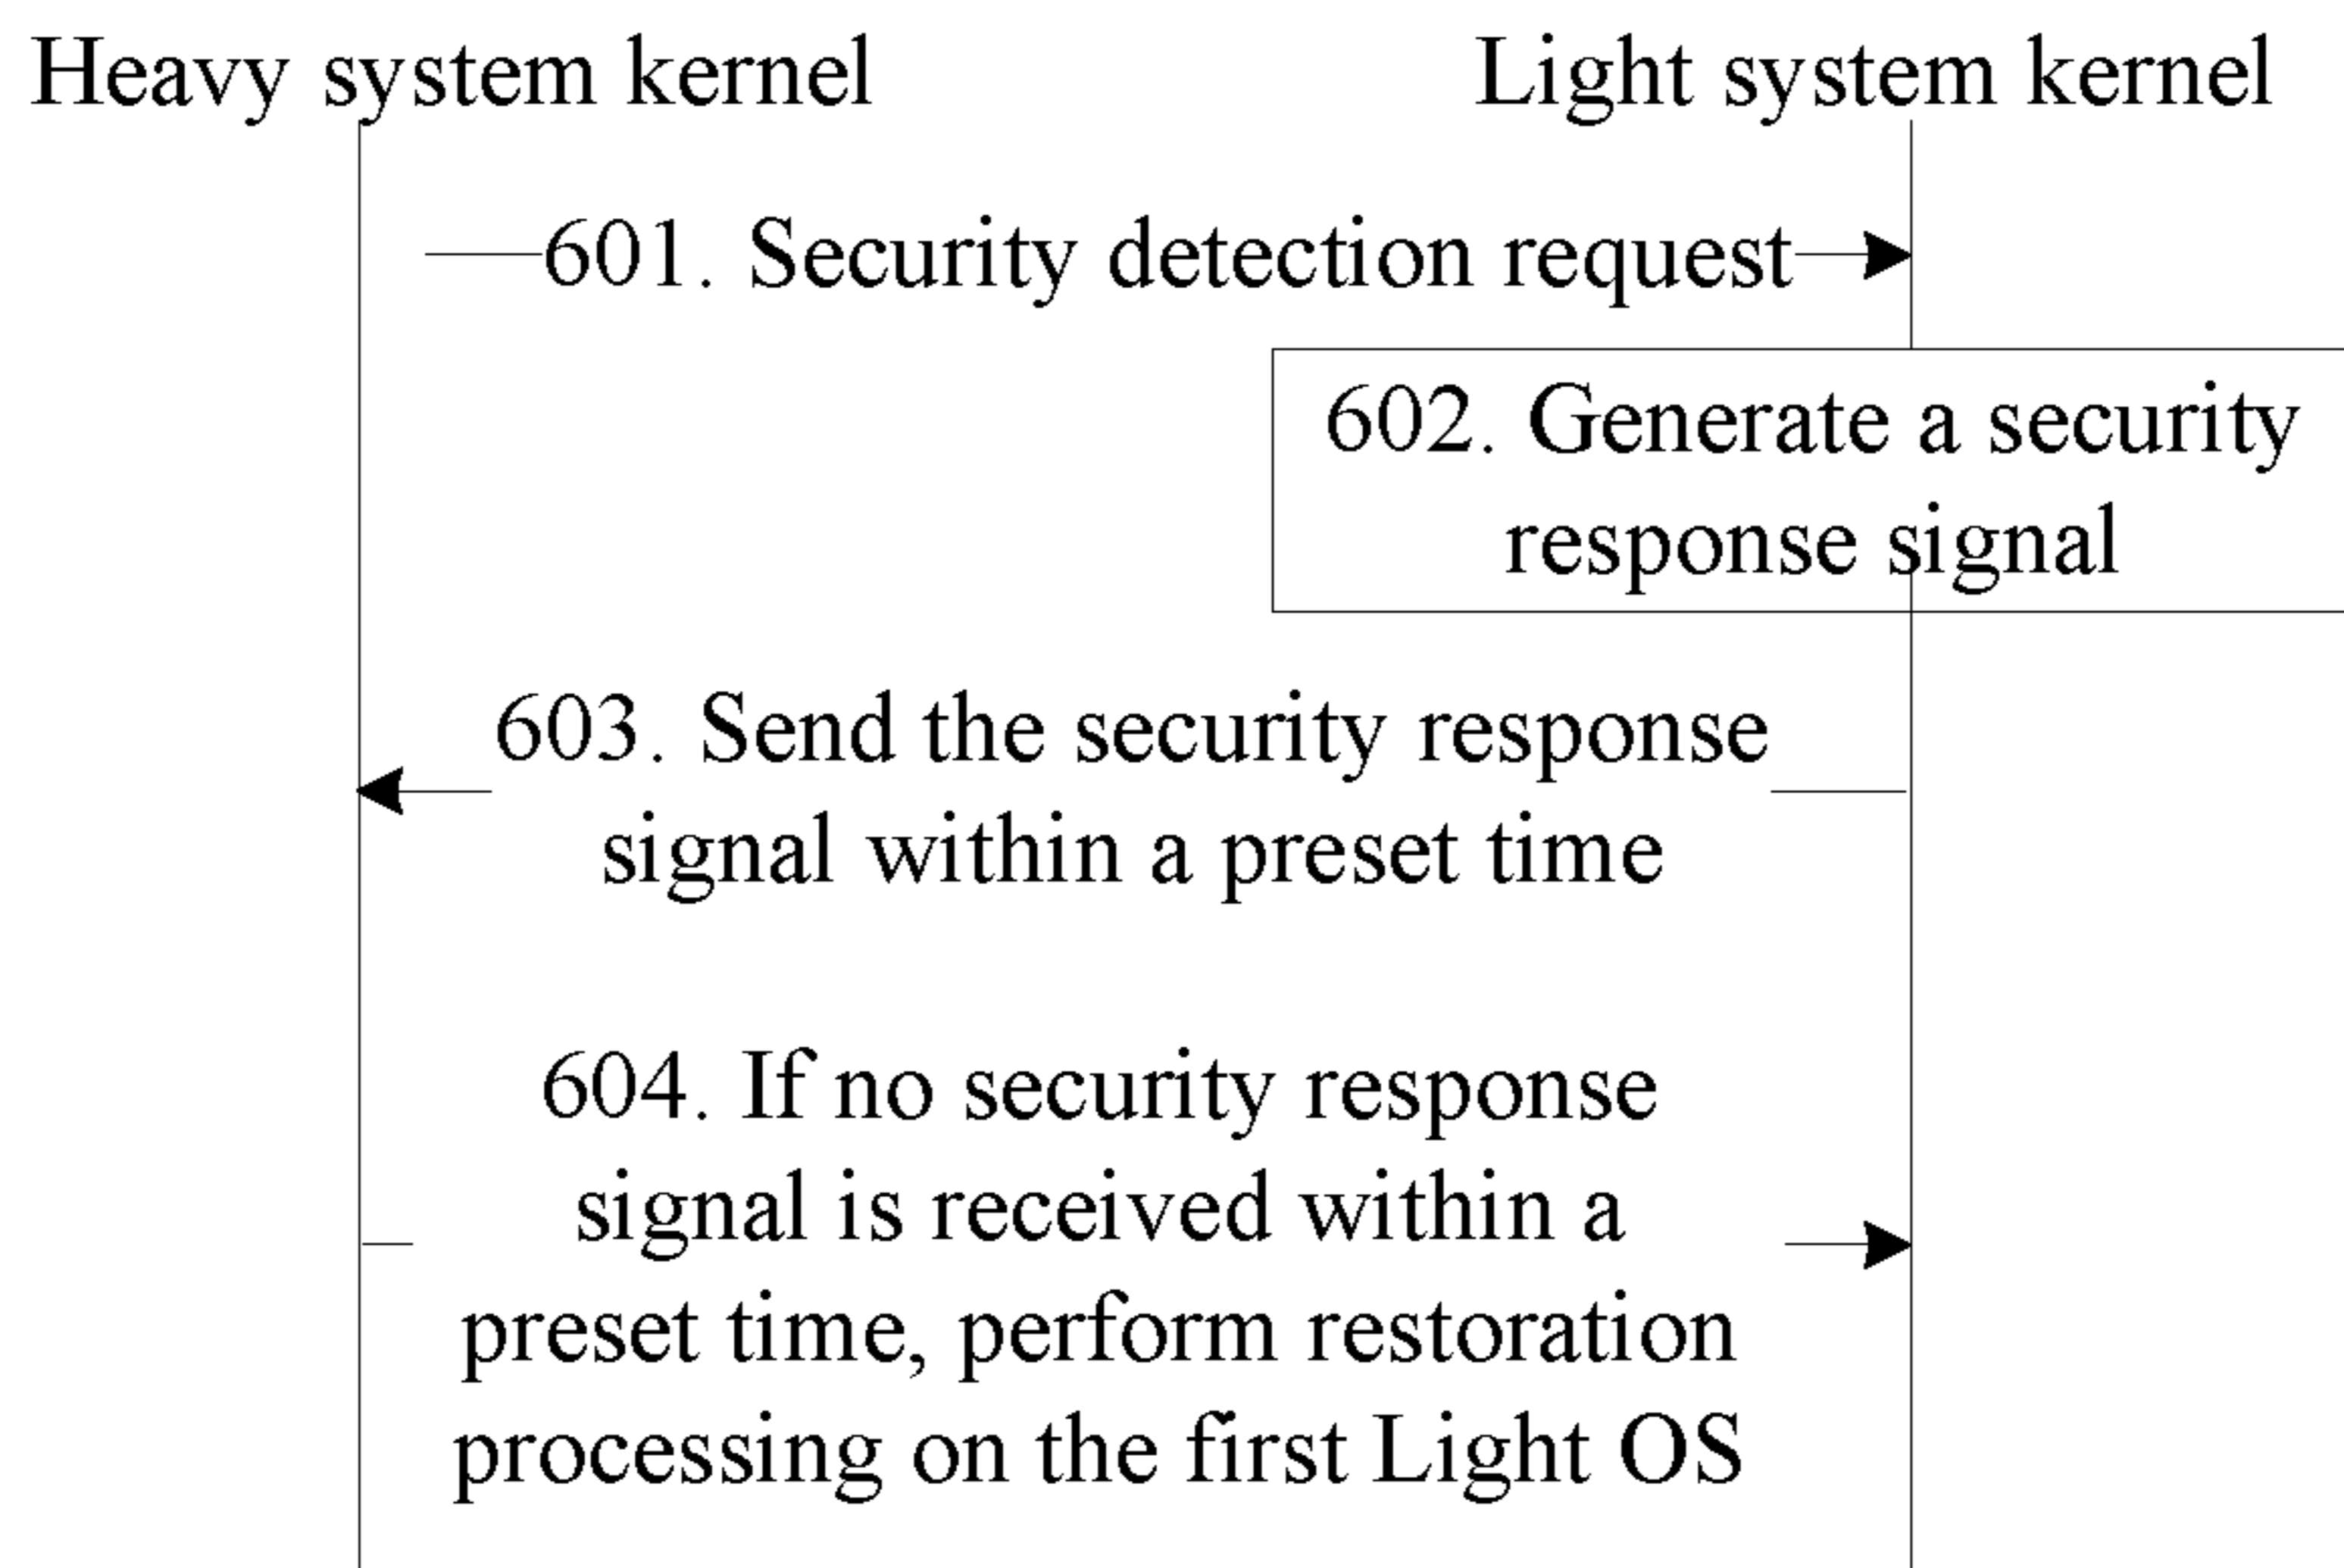 Heavy system kernel
Light system kernel
601. Security detection request
602. Generate a security
response signal
603. Send the security response
signal within a preset time
604. If no security response
signal is received within a
preset time, perform restoration
processing on the first Light OS